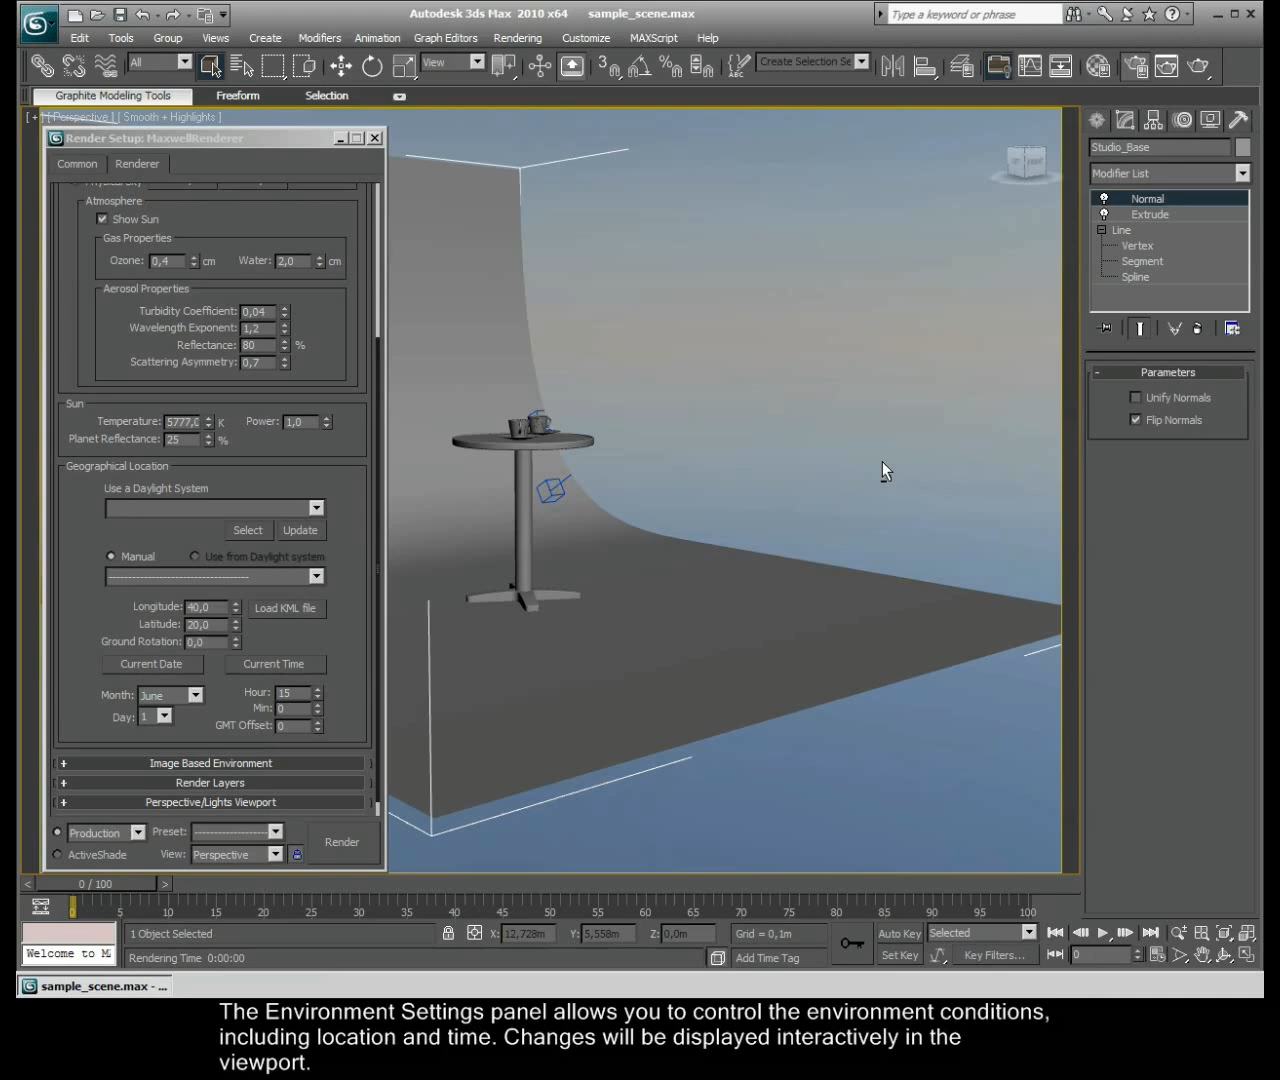 Autodesk 3ds Max 2010 x64 sample_scene.max
Type a keyword or phrase
Edit Tools Group Views Create Modifiers Animation Graph Editors Rendering Customize MAXScript Help
All View Create Selection Se
Graphite Modeling Tools Freeform Selection
[ + ] [ Perspective ] [ Smooth + Highlights ]
Render Setup: MaxwellRenderer
Common Renderer
Atmosphere
Show Sun
Gas Properties
Ozone: 0,4 cm Water: 2,0 cm
Aerosol Properties
Turbidity Coefficient: 0,04
Wavelength Exponent: 1,2
Reflectance: 80 %
Scattering Asymmetry: 0,7
Sun
Temperature: 5777,0 K Power: 1,0
Planet Reflectance: 25 %
Geographical Location
Use a Daylight System
Select Update
Manual Use from Daylight system
Longitude: 40,0 Load KML file
Latitude: 20,0
Ground Rotation: 0,0
Current Date Current Time
Month: June Hour: 15
Min: 0
Day: 1
GMT Offset: 0
+ Image Based Environment
+ Render Layers
+ Perspective/Lights Viewport
Production Preset: Render
ActiveShade View: Perspective
Studio_Base
Modifier List
Normal
Extrude
Line
Vertex
Segment
Spline
- Parameters
Unify Normals
Flip Normals
< 0 / 100 >
0 5 10 15 20 25 30 35 40 45 50 55 60 65 70 75 80 85 90 95 100
1 Object Selected X: 12,728m Y: 5,558m Z: 0,0m Grid = 0,1m Auto Key Selected
Welcome to M Rendering Time 0:00:00 Add Time Tag Set Key Key Filters... 0
sample_scene.max - ...
The Environment Settings panel allows you to control the environment conditions,
including location and time. Changes will be displayed interactively in the
viewport.